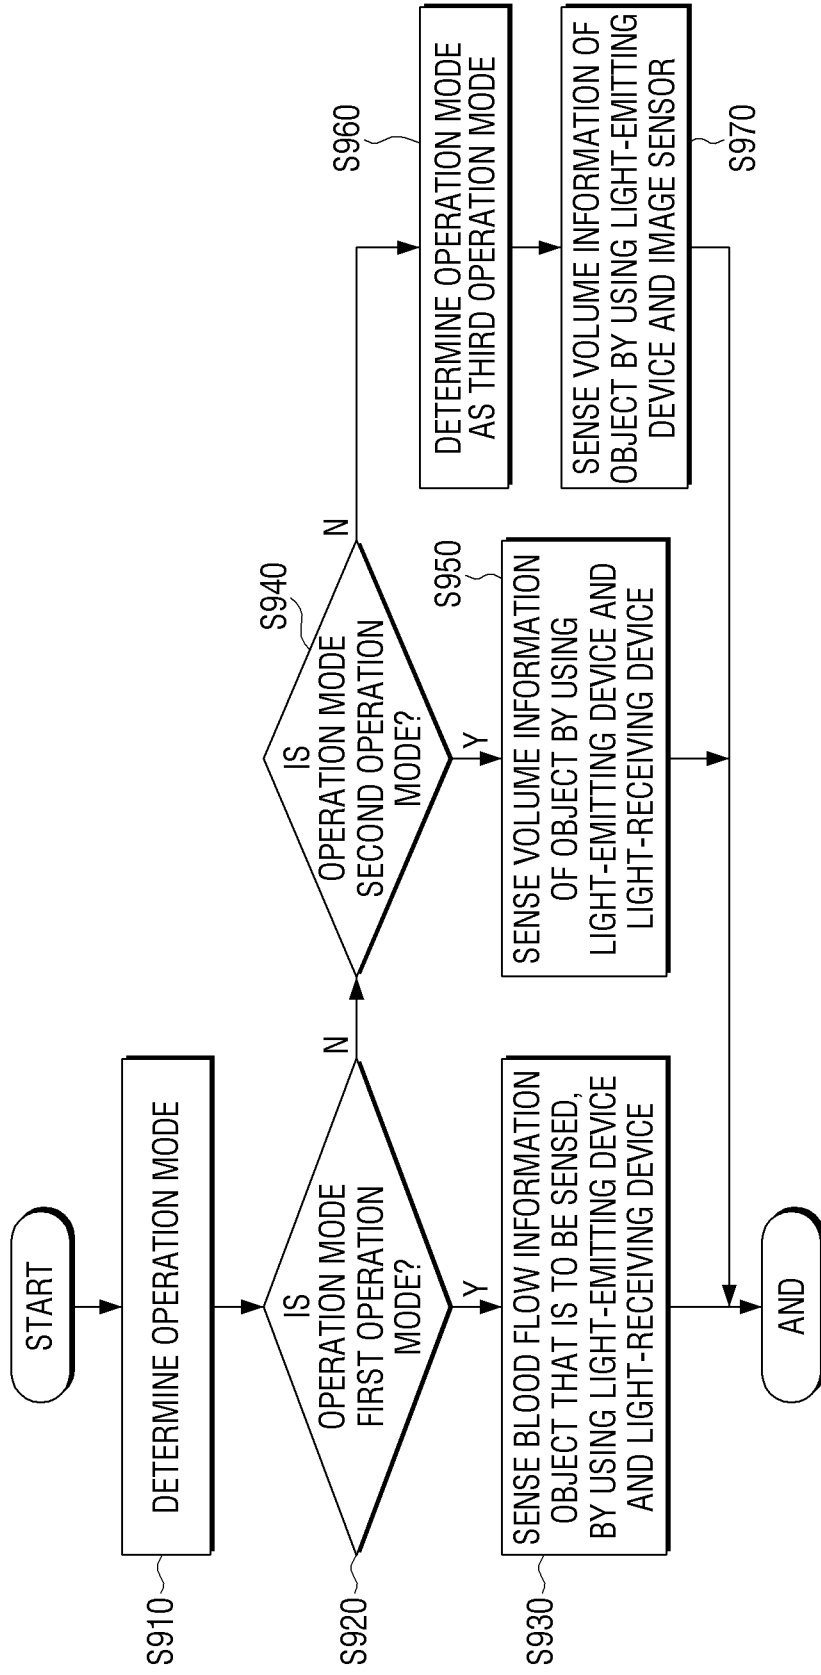 START
S910
DETERMINE OPERATION MODE
S920
IS
OPERATION MODE
FIRST OPERATION
MODE?
N
Y
S930
SENSE BLOOD FLOW INFORMATION
OBJECT THAT IS TO BE SENSED,
BY USING LIGHT-EMITTING DEVICE
AND LIGHT-RECEIVING DEVICE
S940
IS
OPERATION MODE
SECOND OPERATION
MODE?
N
Y
S950
SENSE VOLUME INFORMATION
OF OBJECT BY USING
LIGHT-EMITTING DEVICE AND
LIGHT-RECEIVING DEVICE
S960
DETERMINE OPERATION MODE
AS THIRD OPERATION MODE
S970
SENSE VOLUME INFORMATION OF
OBJECT BY USING LIGHT-EMITTING
DEVICE AND IMAGE SENSOR
AND